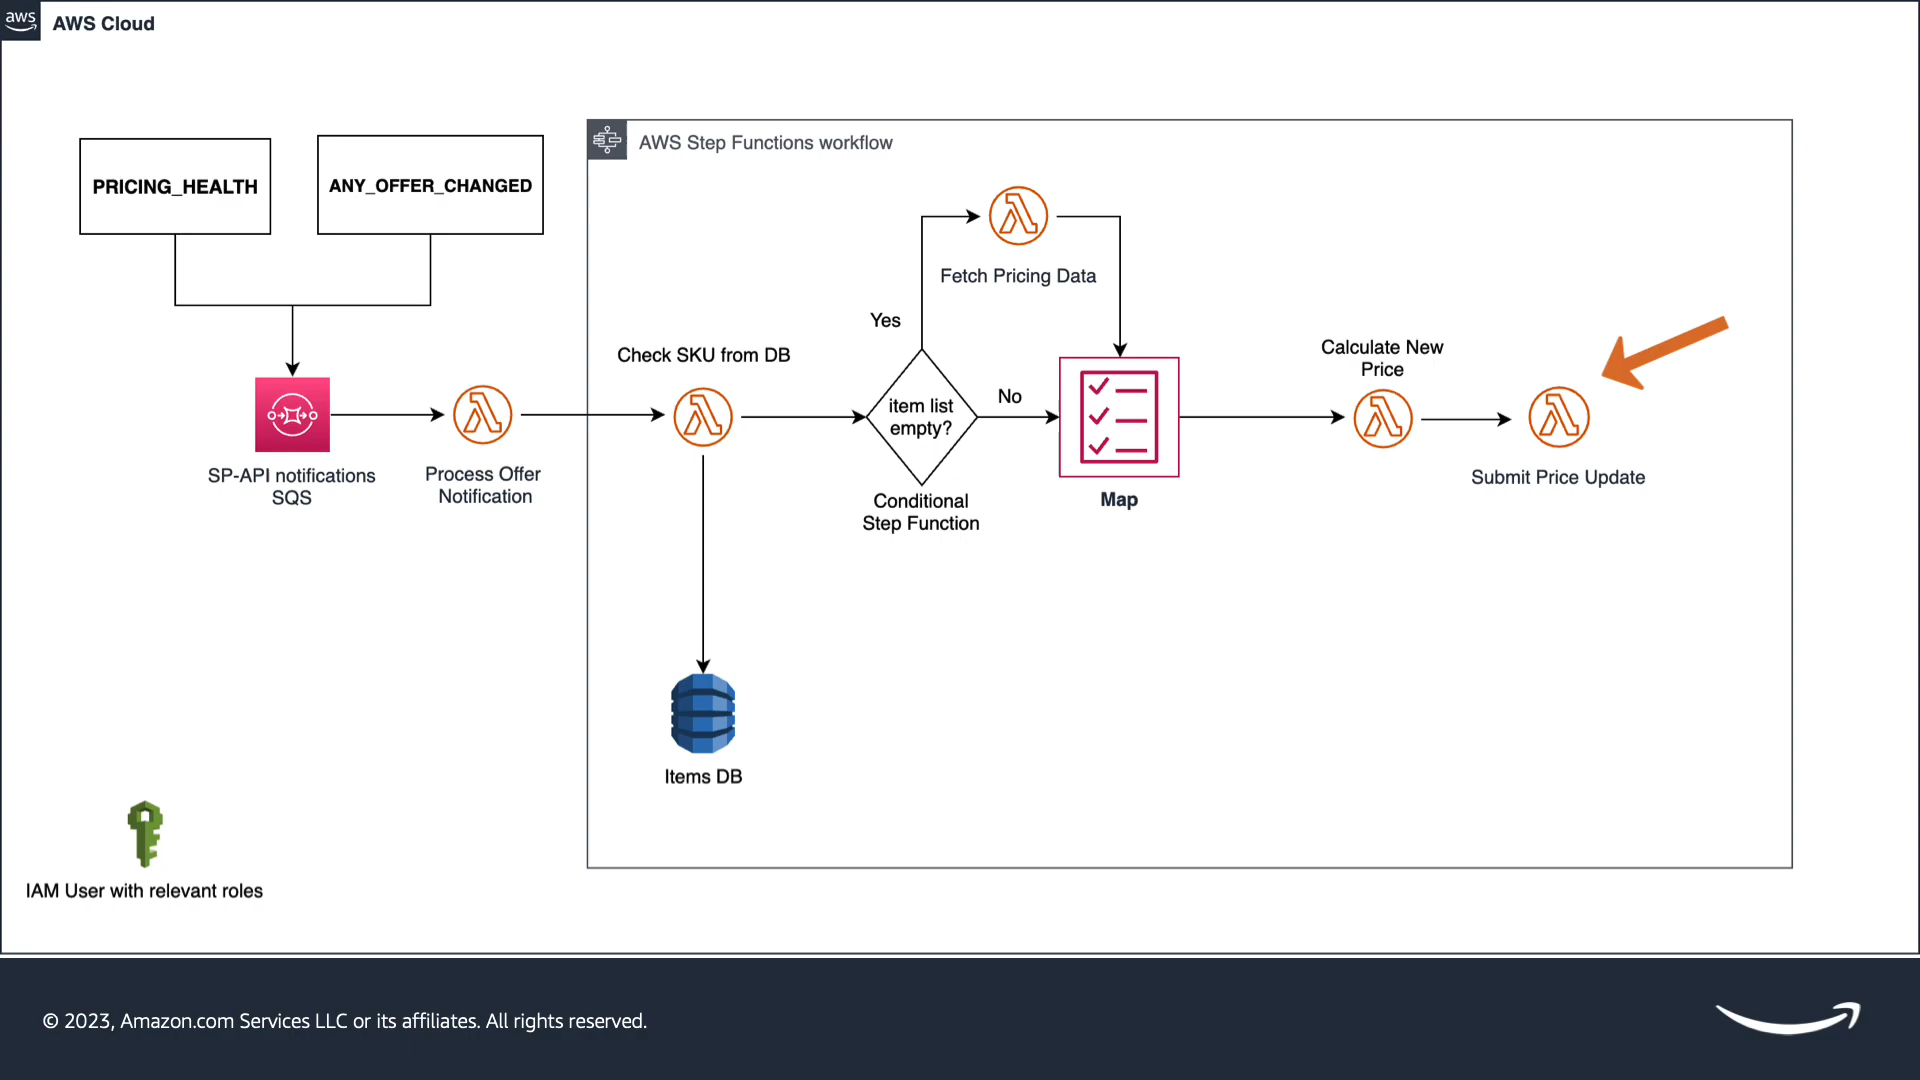 aws
AWS Cloud
PRICING_HEALTH
ANY_OFFER_CHANGED
AWS Step Functions workflow
Fetch Pricing Data
Yes
Check SKU from DB
item list
empty?
No
Calculate New
Price
SP-API notifications
SQS
Process Offer
Notification
Conditional
Step Function
Map
Submit Price Update
Items DB
IAM User with relevant roles
© 2023, Amazon.com Services LLC or its affiliates. All rights reserved.